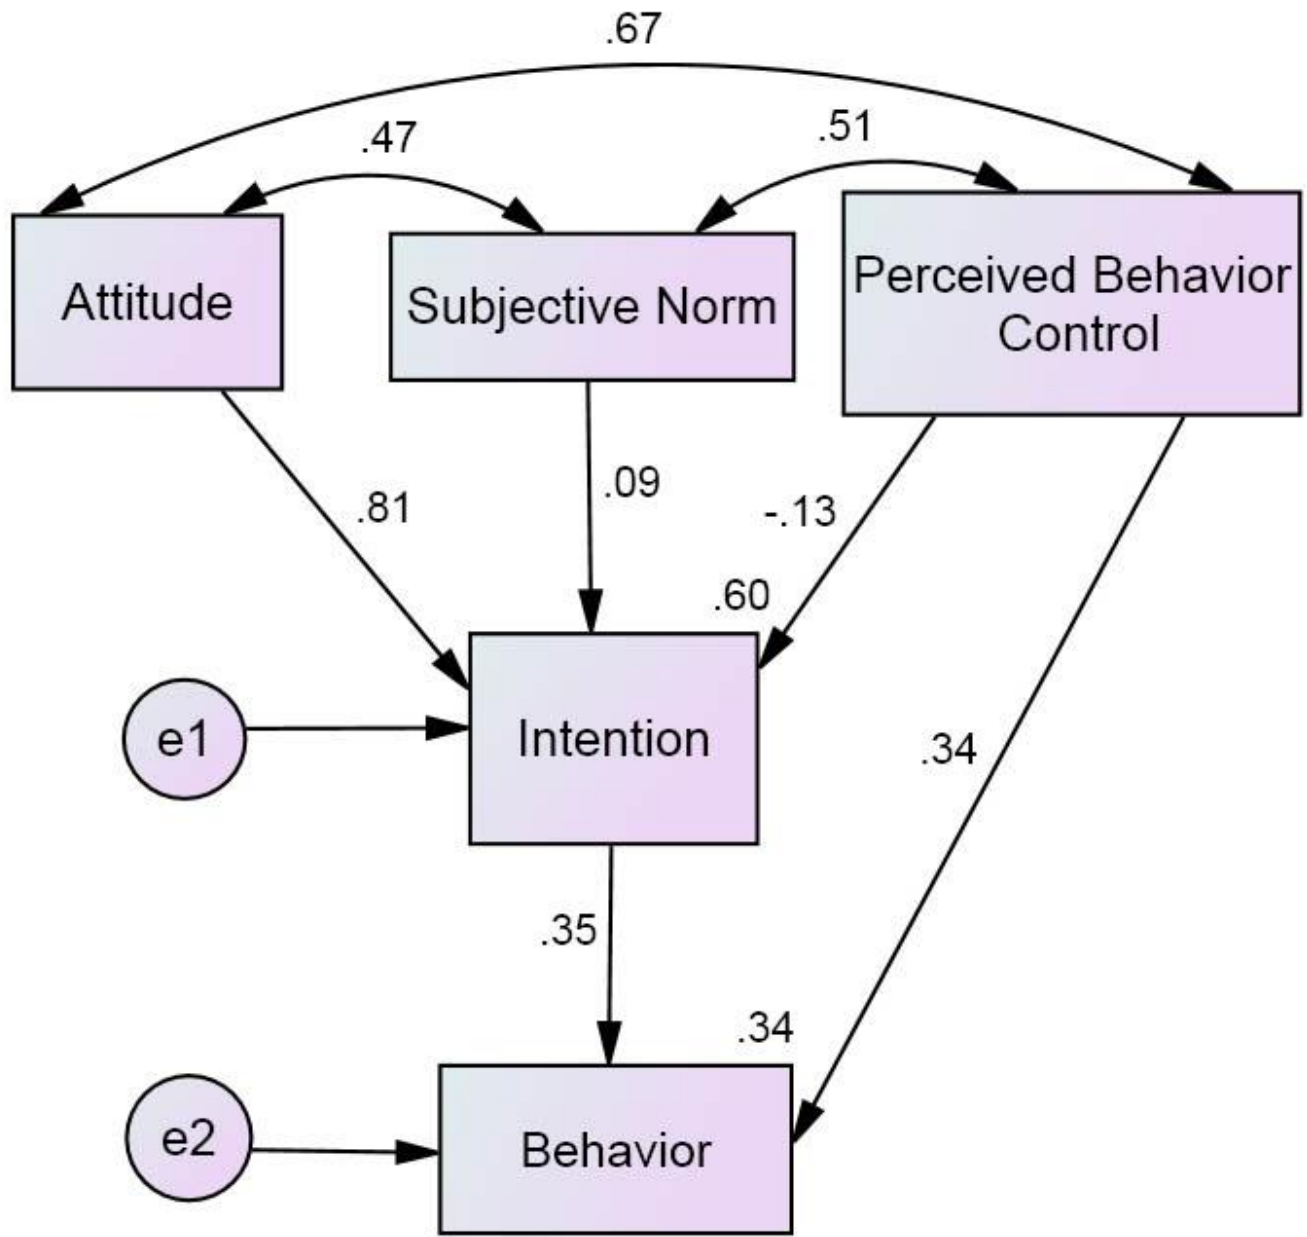 .67
.47
.51
Attitude
Subjective Norm
Perceived Behavior
Control
.81
.09
-.13
.60
e1
Intention
.34
.35
.34
e2
Behavior